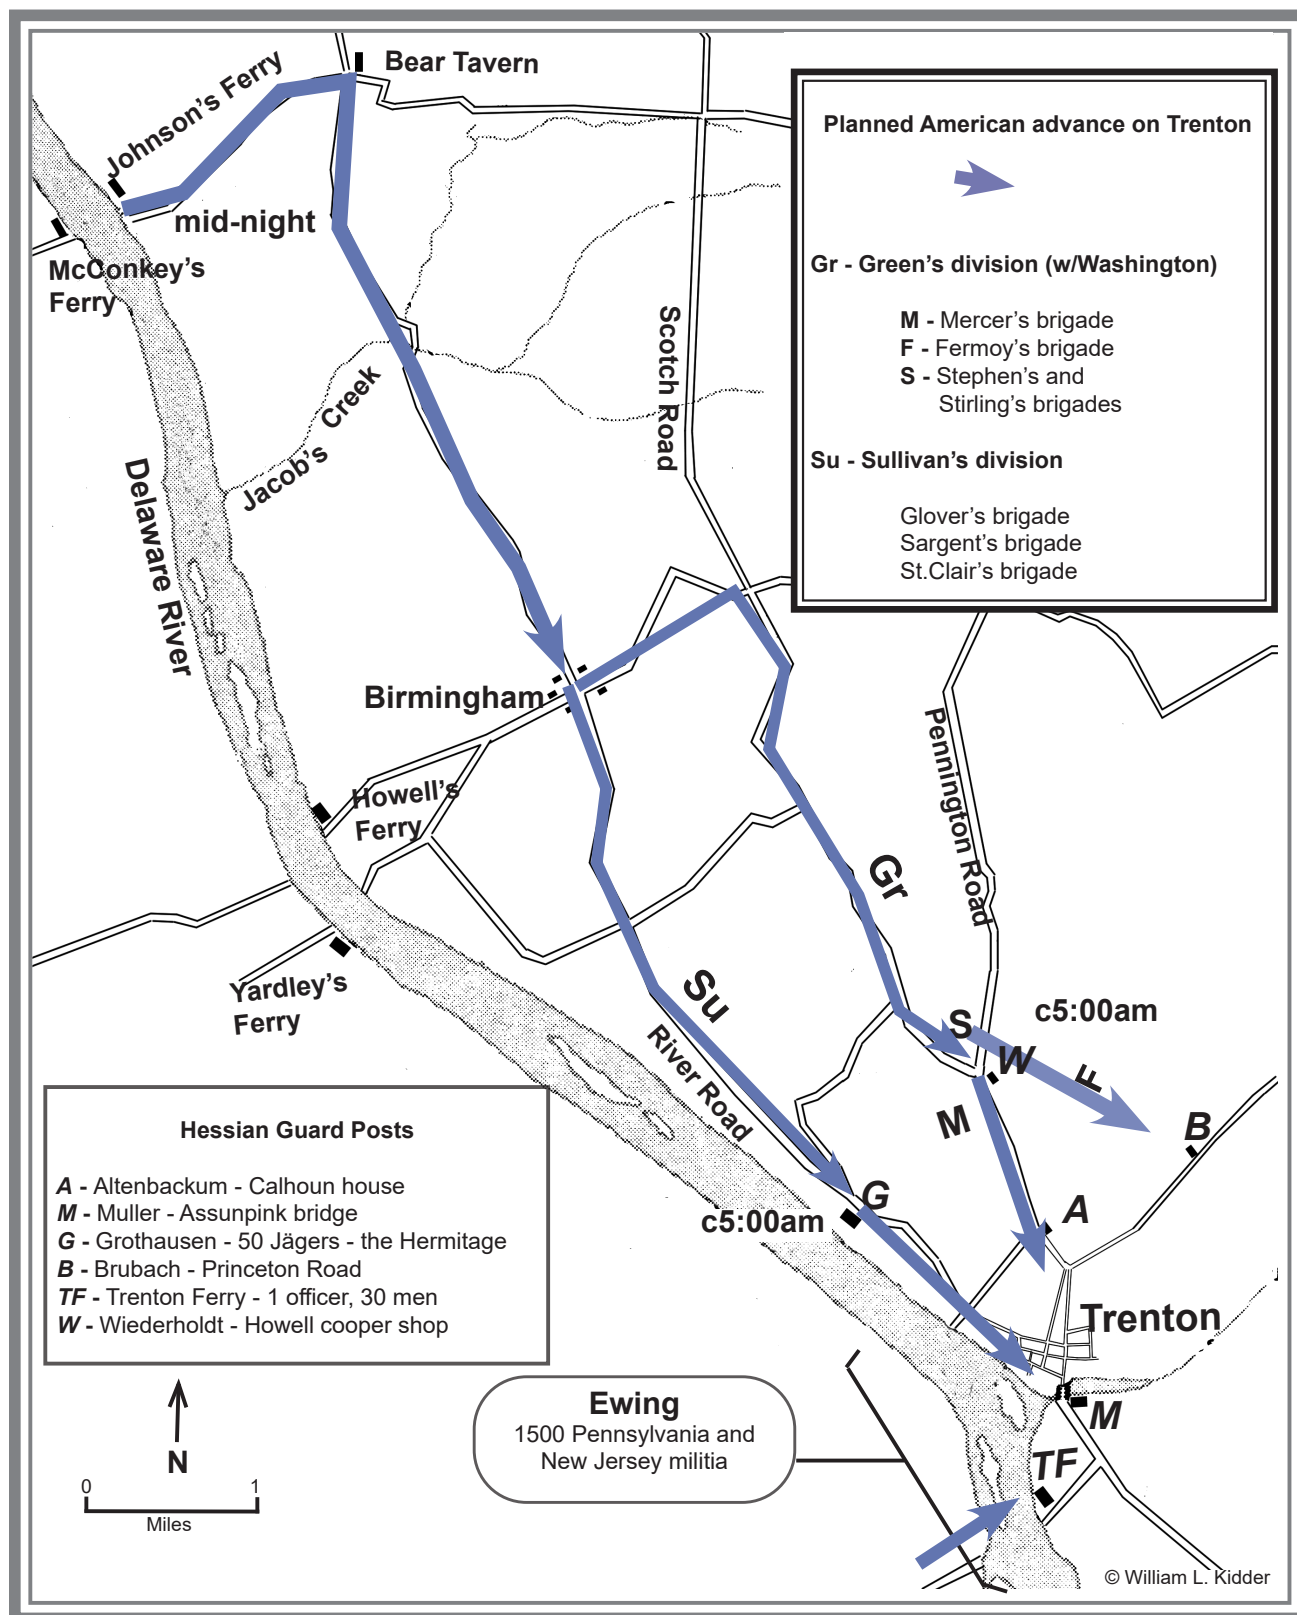 Bear Tavern
Johnson's Ferry
mid-night
McConkey's
Ferry
Planned American advance on Trenton
Gr - Green's division (w/Washington)
M - Mercer's brigade
F - Fermoy's brigade
S - Stephen's and
Stirling's brigades
Su - Sullivan's division
Glover's brigade
Sargent's brigade
St.Clair's brigade
Scotch Road
Jacob's Creek
Delaware River
Birmingham
Howell's
Ferry
Pennington Road
Gr
Su
Yardley's
Ferry
River Road
S
c5:00am
W
F
M
B
G
A
c5:00am
Hessian Guard Posts
A - Altenbackum - Calhoun house
M - Muller - Assunpink bridge
G - Grothausen - 50 Jägers - the Hermitage
B - Brubach - Princeton Road
TF - Trenton Ferry - 1 officer, 30 men
W - Wiederholdt - Howell cooper shop
Trenton
Ewing
1500 Pennsylvania and
New Jersey militia
M
TF
N
0 1
Miles
© William L. Kidder